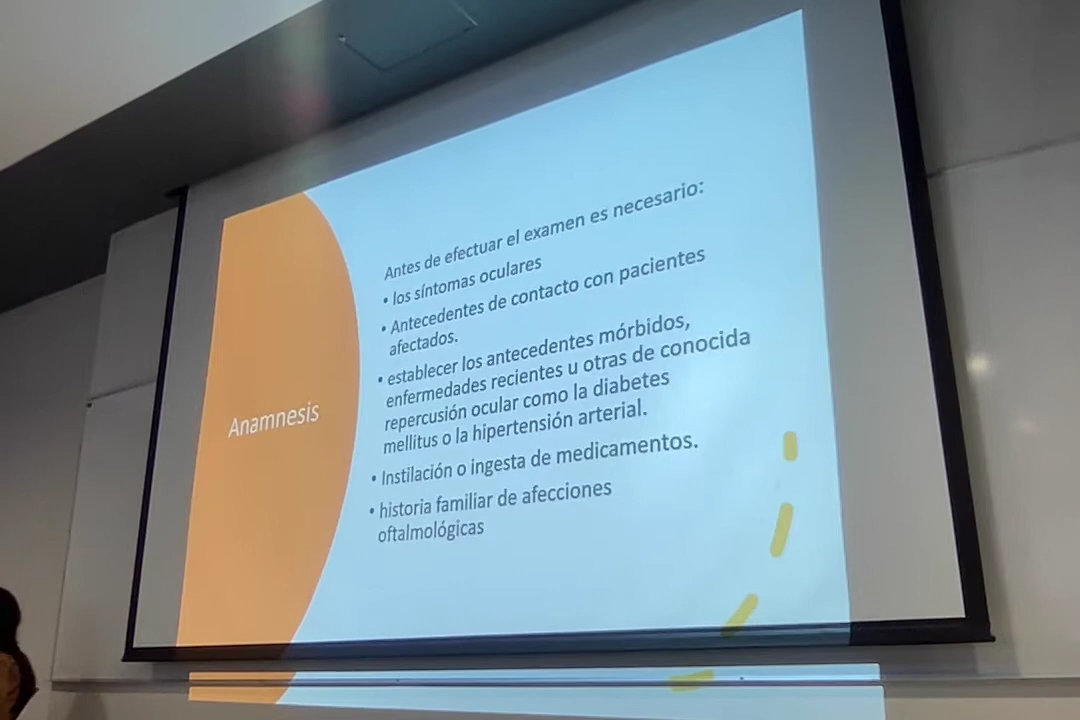 Anamnesis
Antes de efectuar el examen es necesario:
• los síntomas oculares
• Antecedentes de contacto con pacientes
afectados.
• establecer los antecedentes mórbidos,
enfermedades recientes u otras de conocida
repercusión ocular como la diabetes
mellitus o la hipertensión arterial.
• Instilación o ingesta de medicamentos.
• historia familiar de afecciones
oftalmológicas